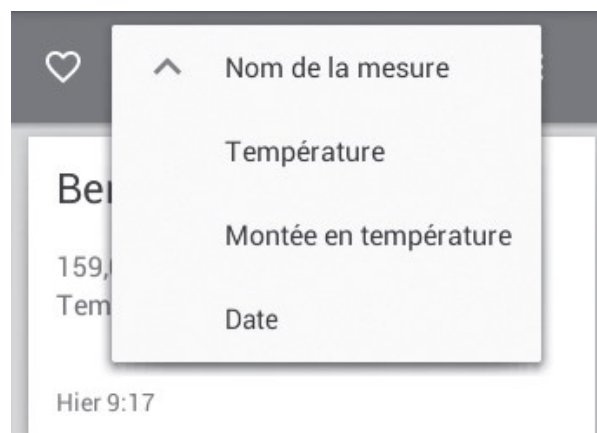 Nom de la mesure
Température
Montée en température
Date
Hier 9:17